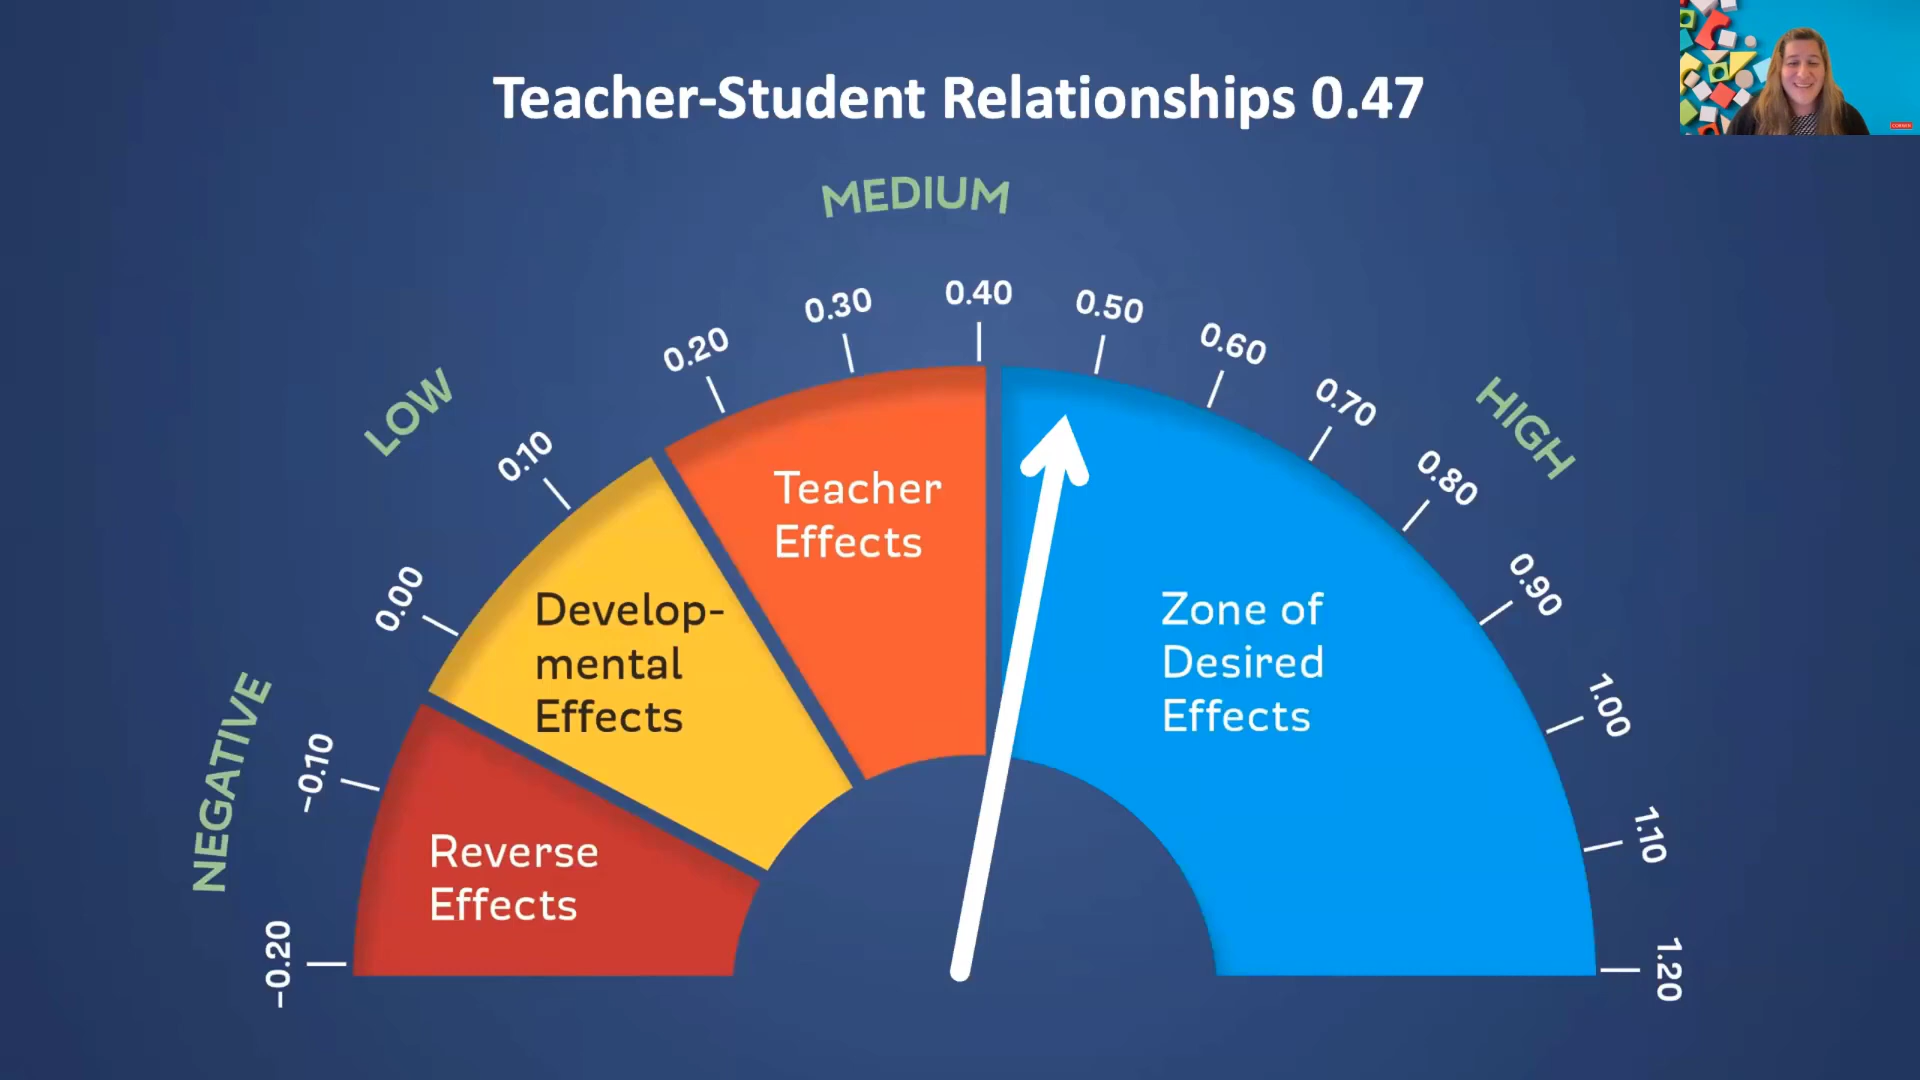 Teacher-Student Relationships 0.47
MEDIUM
LOW
HIGH
NEGATIVE
−0.20
−0.10
0.00
0.10
0.20
0.30
0.40
0.50
0.60
0.70
0.80
0.90
1.00
1.10
1.20
Reverse
Effects
Develop-
mental
Effects
Teacher
Effects
Zone of
Desired
Effects